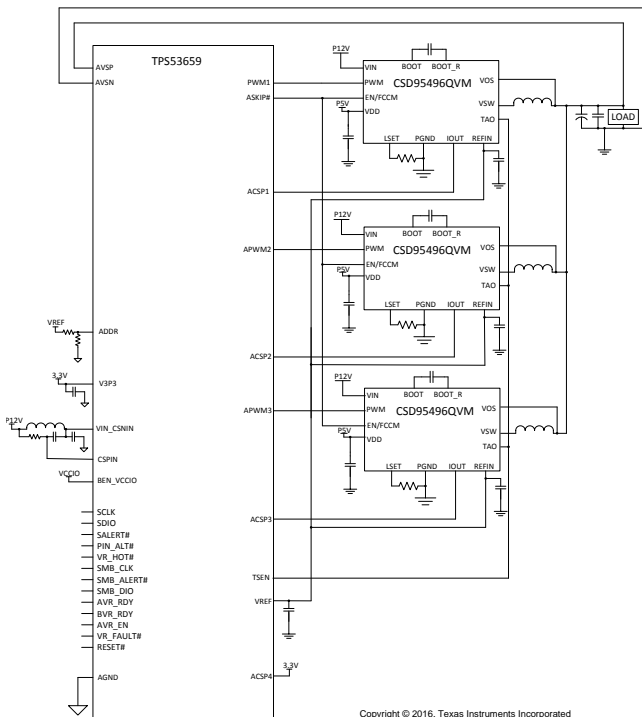 TPS53659
AVSP
AVSN
PWM1
ASKIP#
ACSP1
APWM2
ACSP2
APWM3
ACSP3
TSEN
VREF
ACSP4
3.3V
VREF
ADDR
3.3V
V3P3
P12V
VIN_CSNIN
CSPIN
VCCIO
BEN_VCCIO
SCLK
SDIO
SALERT#
PIN_ALT#
VR_HOT#
SMB_CLK
SMB_ALERT#
SMB_DIO
AVR_RDY
BVR_RDY
AVR_EN
VR_FAULT#
RESET#
AGND
P12V
VIN
BOOT BOOT_R
PWM
CSD95496QVM
VOS
EN/FCCM
P5V
VDD
VSW
TAO
LSET PGND IOUT REFIN
LOAD
P12V
VIN
BOOT BOOT_R
PWM
CSD95496QVM
VOS
EN/FCCM
P5V
VDD
VSW
TAO
LSET PGND IOUT REFIN
P12V
VIN
BOOT BOOT_R
PWM
CSD95496QVM
VOS
EN/FCCM
P5V
VDD
VSW
TAO
LSET PGND IOUT REFIN
Copyright © 2016, Texas Instruments Incorporated